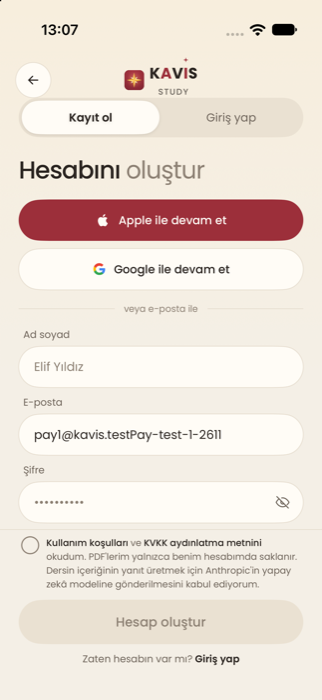 13:07
KAVIS
STUDY
Kayıt ol
Giriş yap
Hesabını oluştur
Apple ile devam et
Google ile devam et
veya e-posta ile
Ad soyad
Elif Yıldız
E-posta
pay1@kavis.testPay-test-1-2611
Şifre
••••••••••
Kullanım koşulları ve KVKK aydınlatma metnini
okudum. PDF'lerim yalnızca benim hesabımda saklanır.
Dersin içeriğinin yanıt üretmek için Anthropic'in yapay
zekâ modeline gönderilmesini kabul ediyorum.
Hesap oluştur
Zaten hesabın var mı? Giriş yap